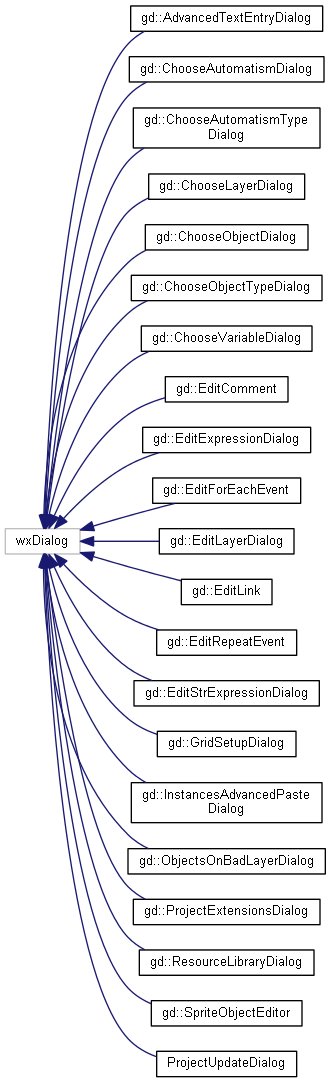 gd::AdvancedTextEntryDialog
gd::ChooseAutomatismDialog
gd::ChooseAutomatismType
Dialog
gd::ChooseLayerDialog
gd::ChooseObjectDialog
gd::ChooseObjectTypeDialog
gd::ChooseVariableDialog
gd::EditComment
gd::EditExpressionDialog
gd::EditForEachEvent
wxDialog
gd::EditLayerDialog
gd::EditLink
gd::EditRepeatEvent
gd::EditStrExpressionDialog
gd::GridSetupDialog
gd::InstancesAdvancedPaste
Dialog
gd::ObjectsOnBadLayerDialog
gd::ProjectExtensionsDialog
gd::ResourceLibraryDialog
gd::SpriteObjectEditor
ProjectUpdateDialog